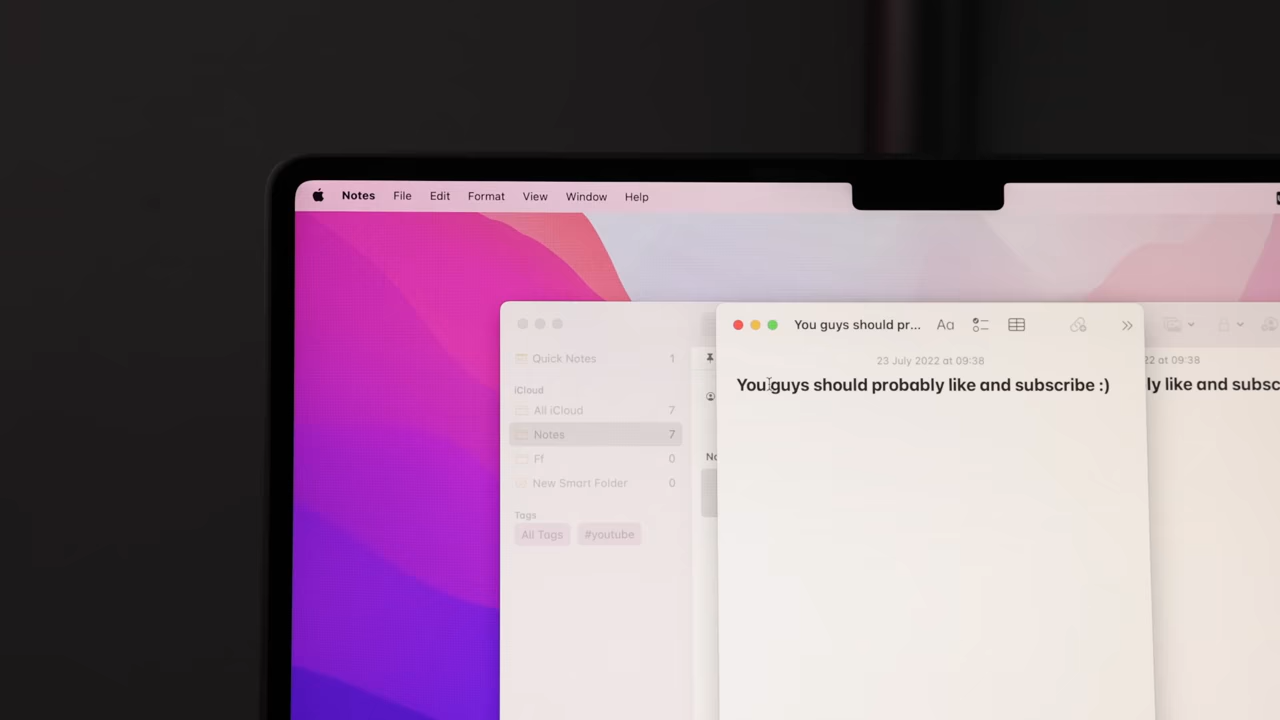 Notes File Edit Format View Window Help
You guys should pr...
Aa
Quick Notes 1
23 July 2022 at 09:38
22 at 09:38
iCloud
You guys should probably like and subscribe :)
ly like and subsc
All iCloud 7
Notes 7
No
Ff 0
New Smart Folder 0
Tags
All Tags #youtube